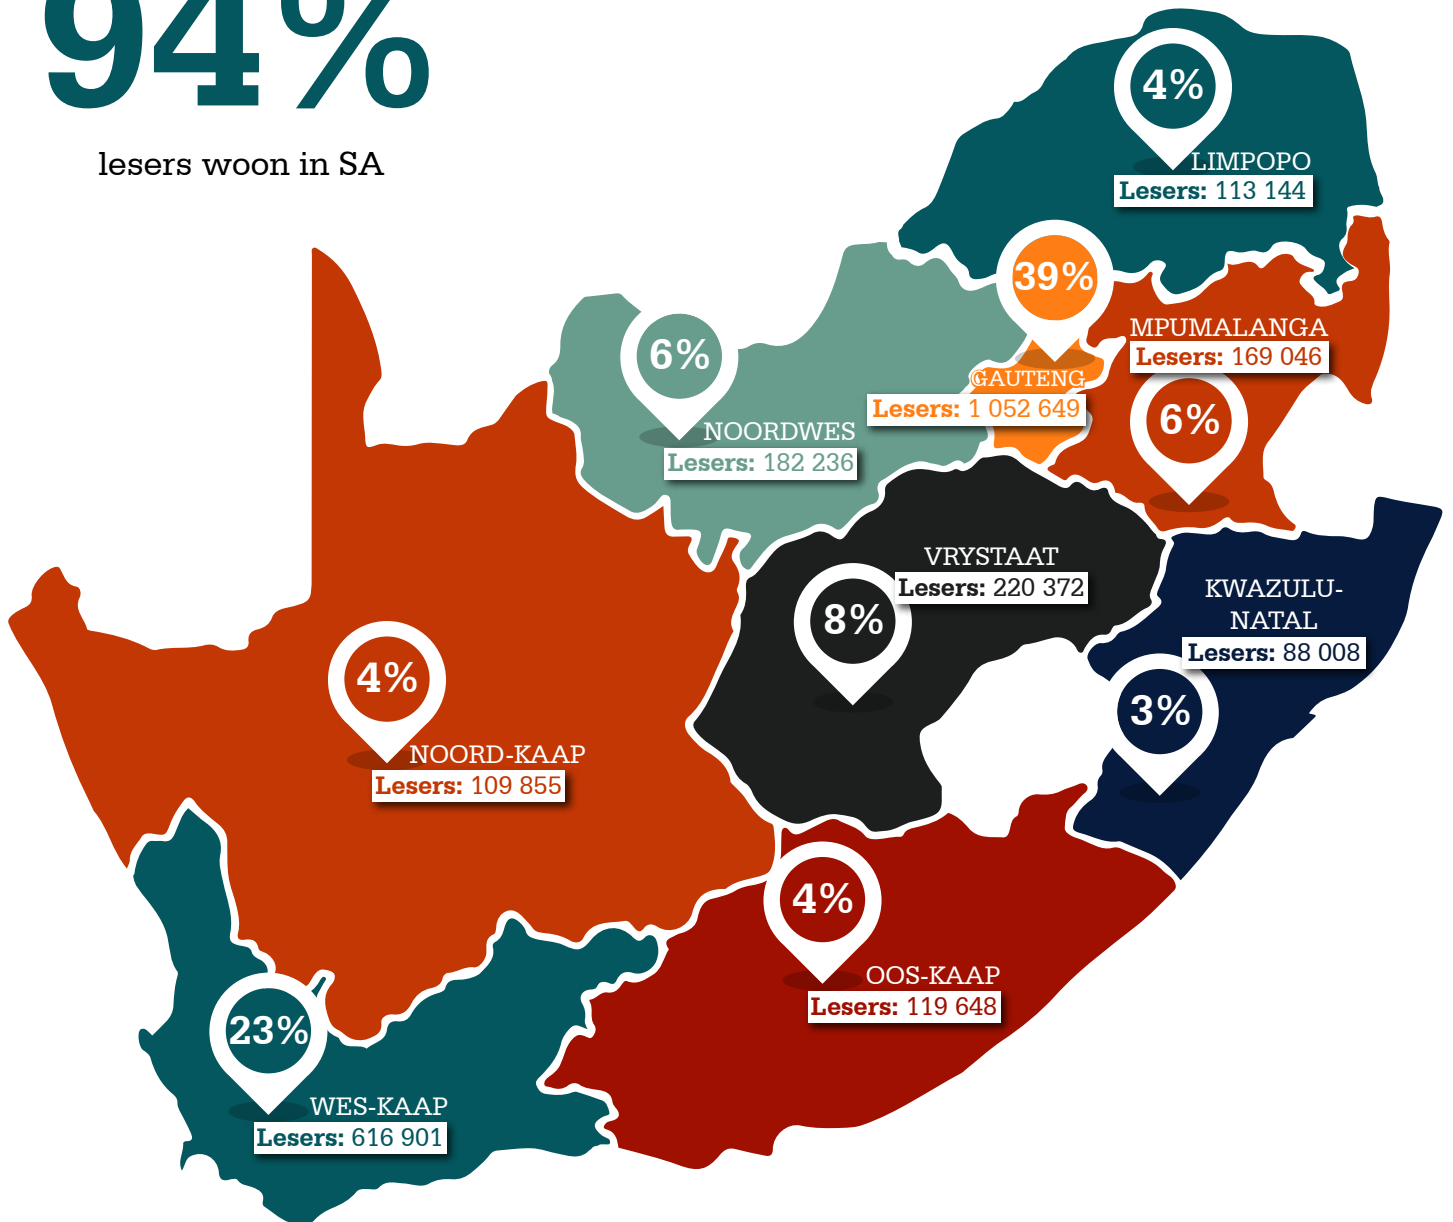 94%
lesers woon in SA
4%
LIMPOPO
Lesers: 113 144
39%
GAUTENG
Lesers: 1 052 649
MPUMALANGA
Lesers: 169 046
6%
6%
NOORDWES
Lesers: 182 236
VRYSTAAT
Lesers: 220 372
8%
KWAZULU-
NATAL
Lesers: 88 008
3%
4%
NOORD-KAAP
Lesers: 109 855
4%
OOS-KAAP
Lesers: 119 648
23%
WES-KAAP
Lesers: 616 901